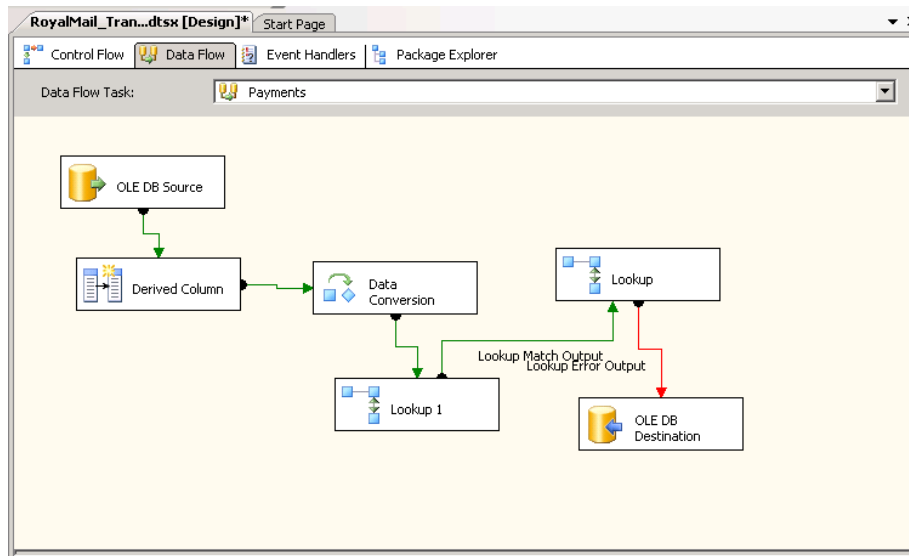 RoyalMail_Tran...dtsx [Design]*
Start Page
Control Flow
Data Flow
Event Handlers
Package Explorer
Data Flow Task:
Payments
OLE DB Source
Derived Column
Data
Conversion
Lookup
Lookup Match Output
Lookup Error Output
Lookup 1
OLE DB
Destination